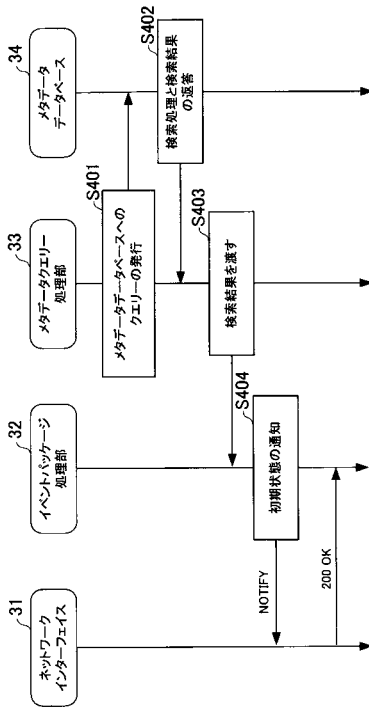 31
ネットワーク
インターフェイス
32
イベントパッケージ
処理部
33
メタデータクエリー
処理部
34
メタデータ
データベース
S401
メタデータデータベースへの
クエリーの発行
S402
検索処理と検索結果
の返答
S403
検索結果を渡す
S404
初期状態の通知
NOTIFY
200 OK